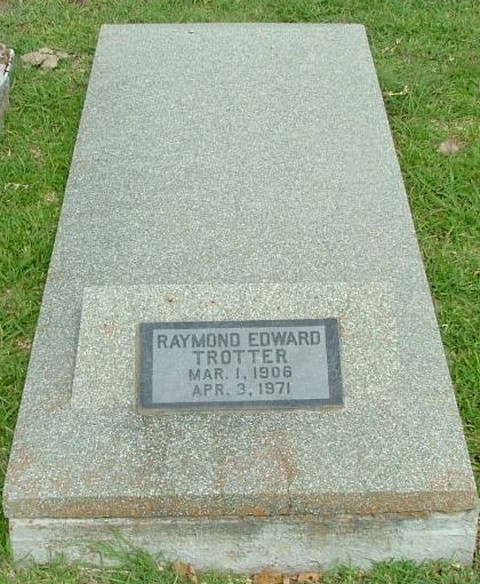 RAYMOND EDWARD
TROTTER
MAR. 1, 1906
APR. 3, 1971